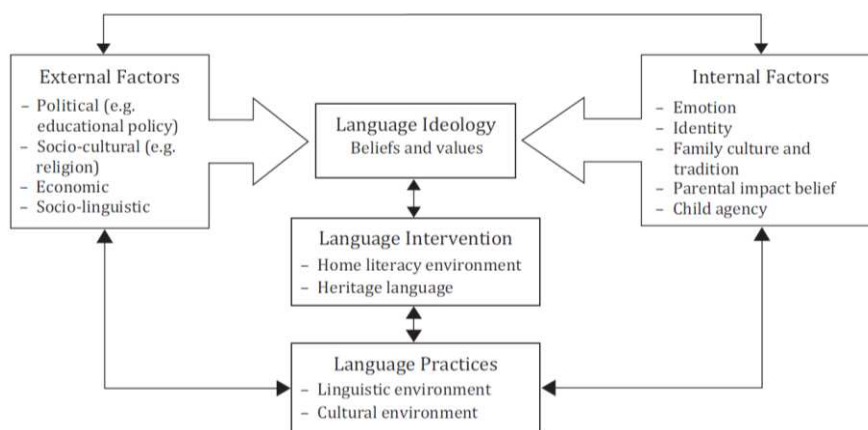 External Factors
– Political (e.g.
educational policy)
– Socio-cultural (e.g.
religion)
– Economic
– Socio-linguistic
Language Ideology
Beliefs and values
Internal Factors
– Emotion
– Identity
– Family culture and
tradition
– Parental impact belief
– Child agency
Language Intervention
– Home literacy environment
– Heritage language
Language Practices
– Linguistic environment
– Cultural environment